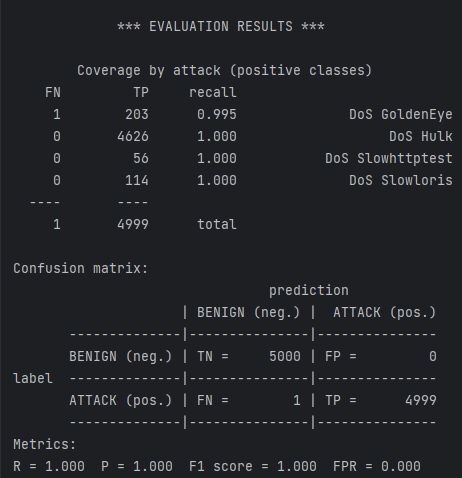 *** EVALUATION RESULTS ***
Coverage by attack (positive classes)
FN TP recall
1 203 0.995 DoS GoldenEye
0 4626 1.000 DoS Hulk
0 56 1.000 DoS Slowhttptest
0 114 1.000 DoS Slowloris
---- ----
1 4999 total
Confusion matrix:
prediction
| BENIGN (neg.) | ATTACK (pos.)
--------------|---------------|---------------
BENIGN (neg.) | TN = 5000 | FP = 0
label --------------|---------------|---------------
ATTACK (pos.) | FN = 1 | TP = 4999
--------------|---------------|---------------
Metrics:
R = 1.000 P = 1.000 F1 score = 1.000 FPR = 0.000